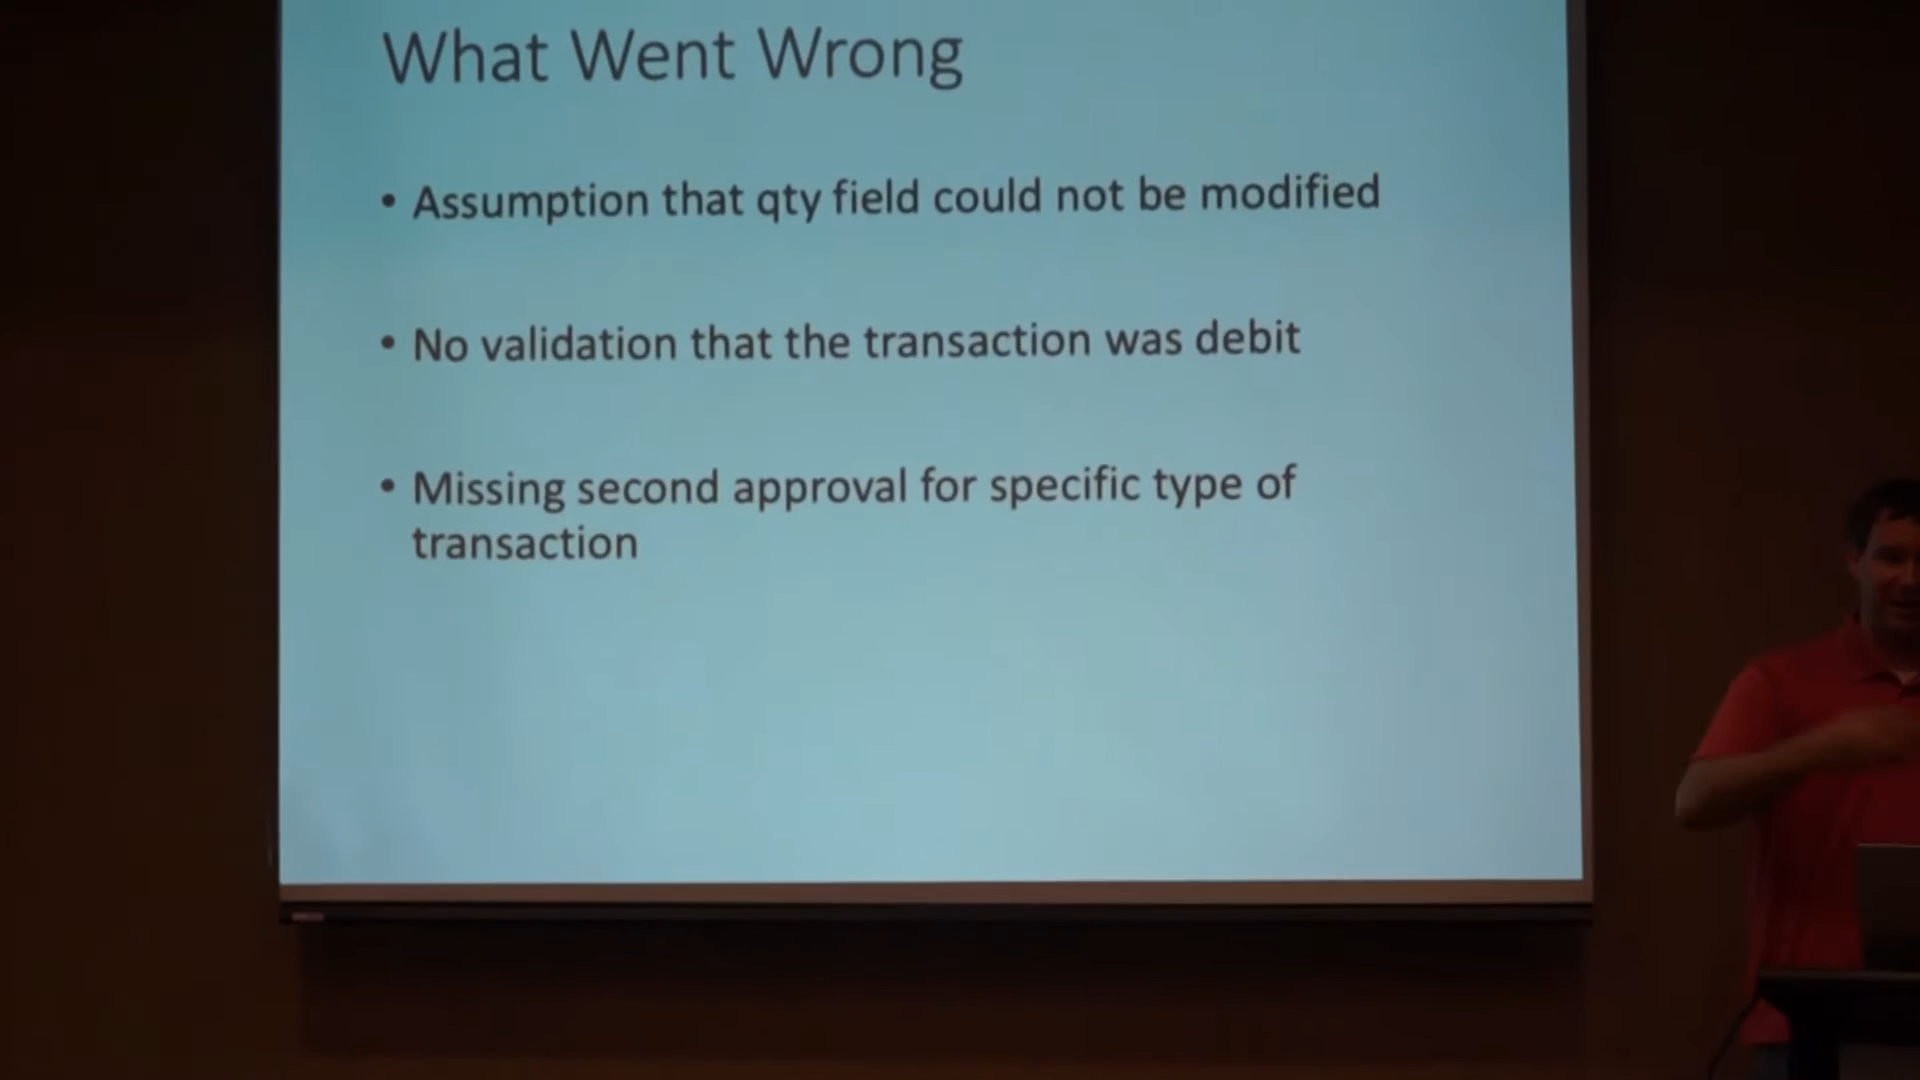 What Went Wrong
• Assumption that qty field could not be modified
• No validation that the transaction was debit
• Missing second approval for specific type of
transaction